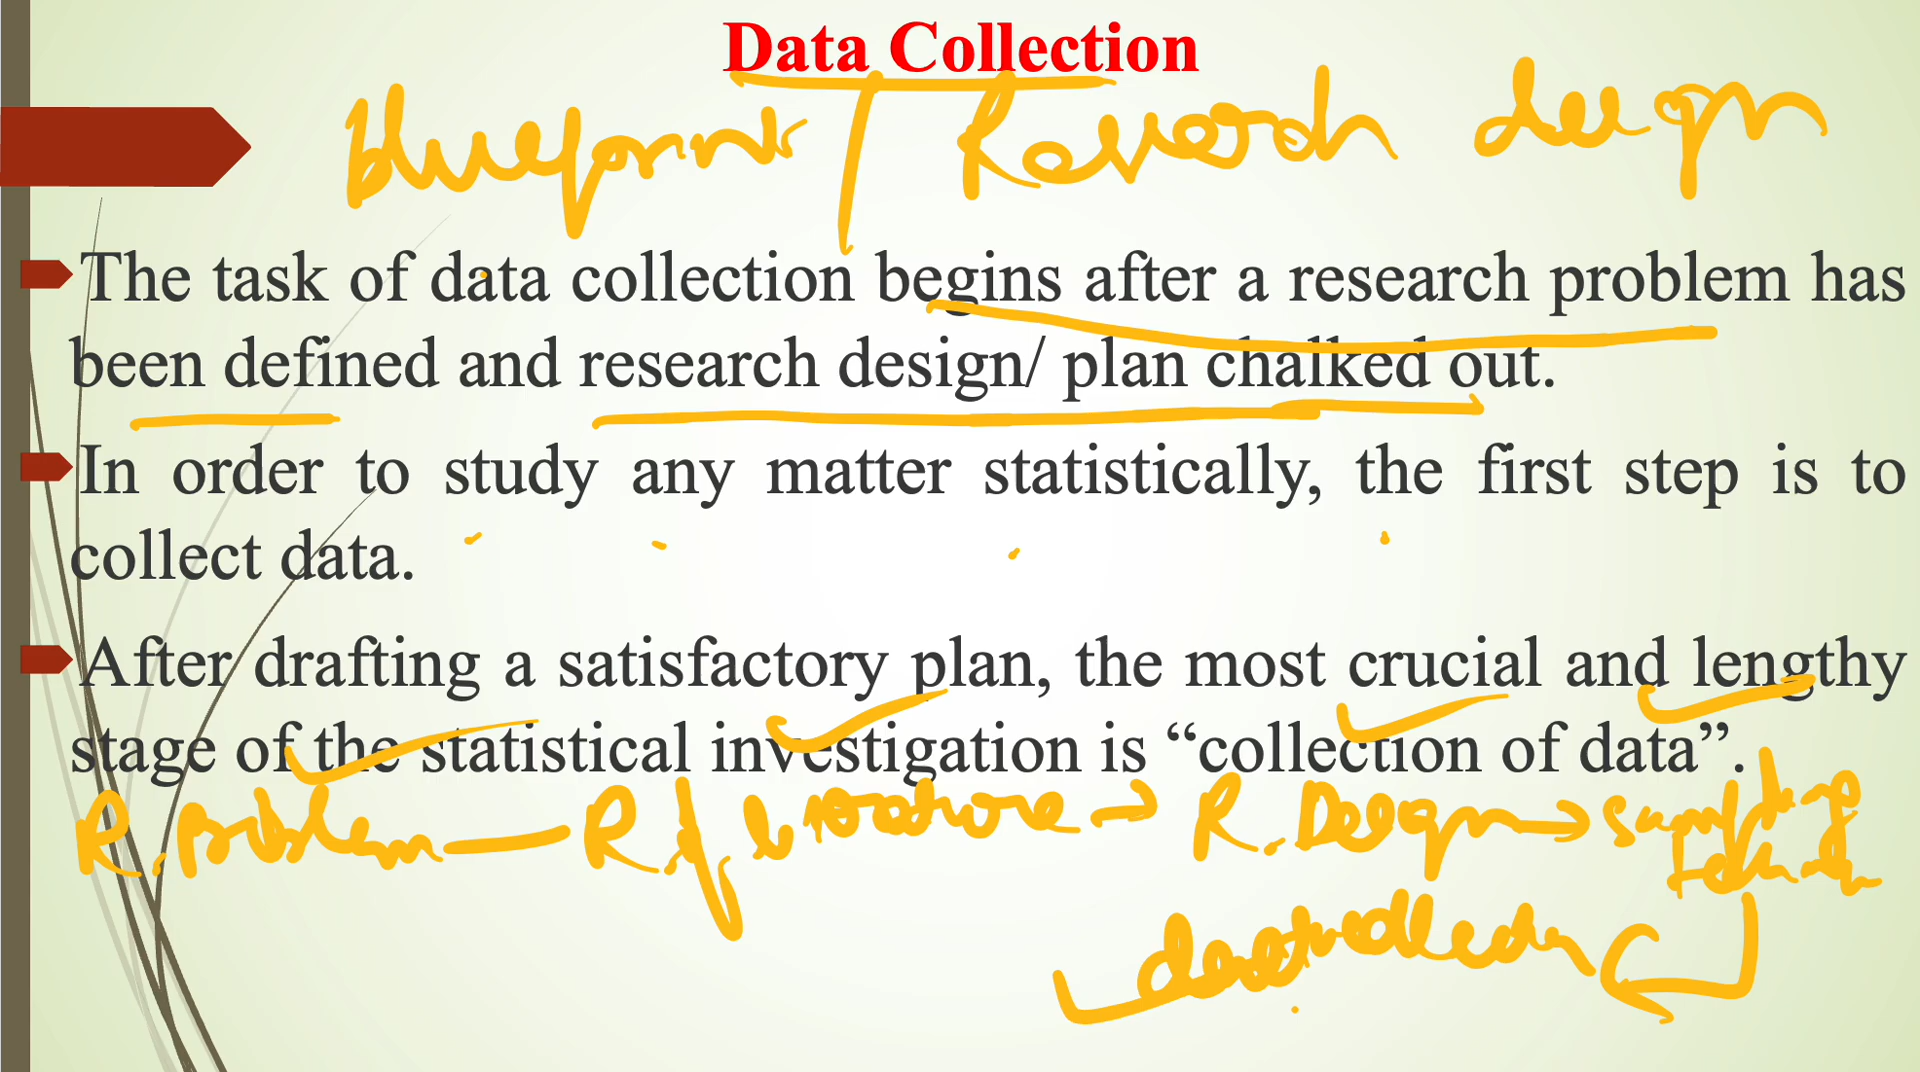 Data Collection
blueprint / Research design
The task of data collection begins after a research problem has
been defined and research design/ plan chalked out.
In order to study any matter statistically, the first step is to
collect data.
After drafting a satisfactory plan, the most crucial and lengthy
stage of the statistical investigation is “collection of data”.
R. Problem — R. of literature → R. Design → Sampling